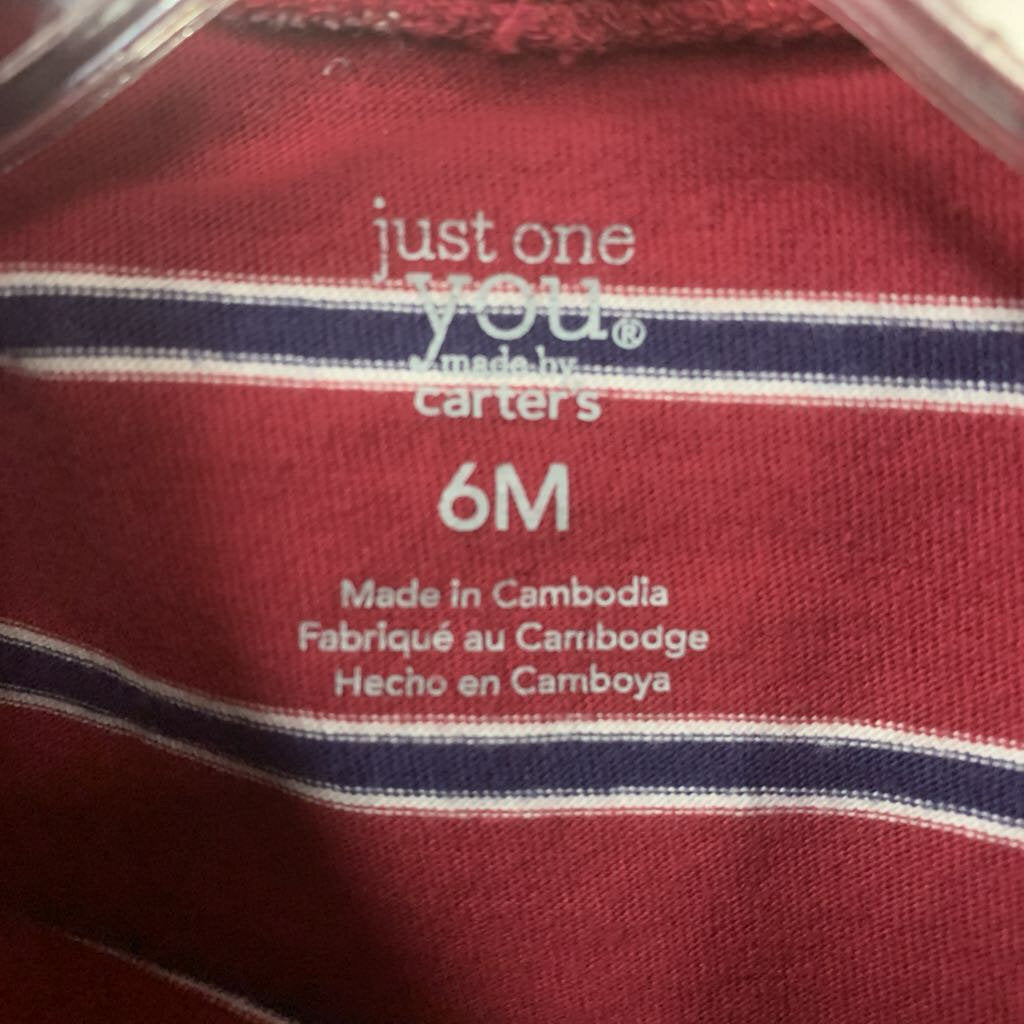 just one
you®
made by
carter's
6M
Made in Cambodia
Fabriqué au Cambodge
Hecho en Camboya